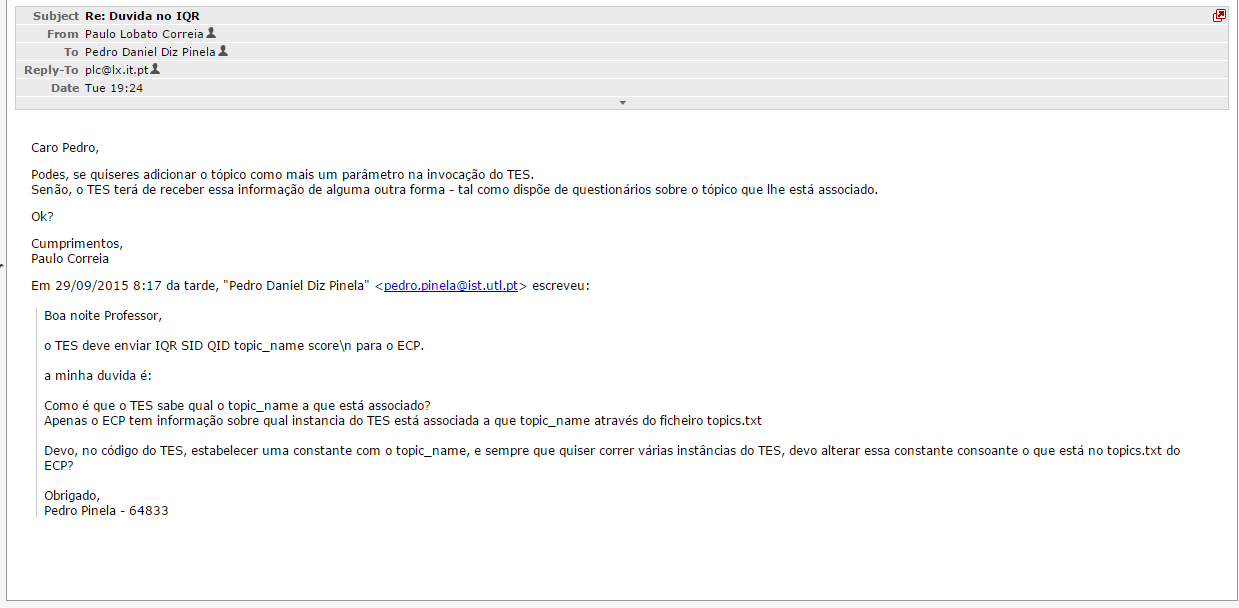 Subject Re: Duvida no IQR
From Paulo Lobato Correia
To Pedro Daniel Diz Pinela
Reply-To plc@lx.it.pt
Date Tue 19:24
Caro Pedro,
Podes, se quiseres adicionar o tópico como mais um parâmetro na invocação do TES.
Senão, o TES terá de receber essa informação de alguma outra forma - tal como dispõe de questionários sobre o tópico que lhe está associado.
Ok?
Cumprimentos,
Paulo Correia
Em 29/09/2015 8:17 da tarde, "Pedro Daniel Diz Pinela" <pedro.pinela@ist.utl.pt> escreveu:
Boa noite Professor,
o TES deve enviar IQR SID QID topic_name score\n para o ECP.
a minha duvida é:
Como é que o TES sabe qual o topic_name a que está associado?
Apenas o ECP tem informação sobre qual instancia do TES está associada a que topic_name através do ficheiro topics.txt
Devo, no código do TES, estabelecer uma constante com o topic_name, e sempre que quiser correr várias instâncias do TES, devo alterar essa constante consoante o que está no topics.txt do
ECP?
Obrigado,
Pedro Pinela - 64833